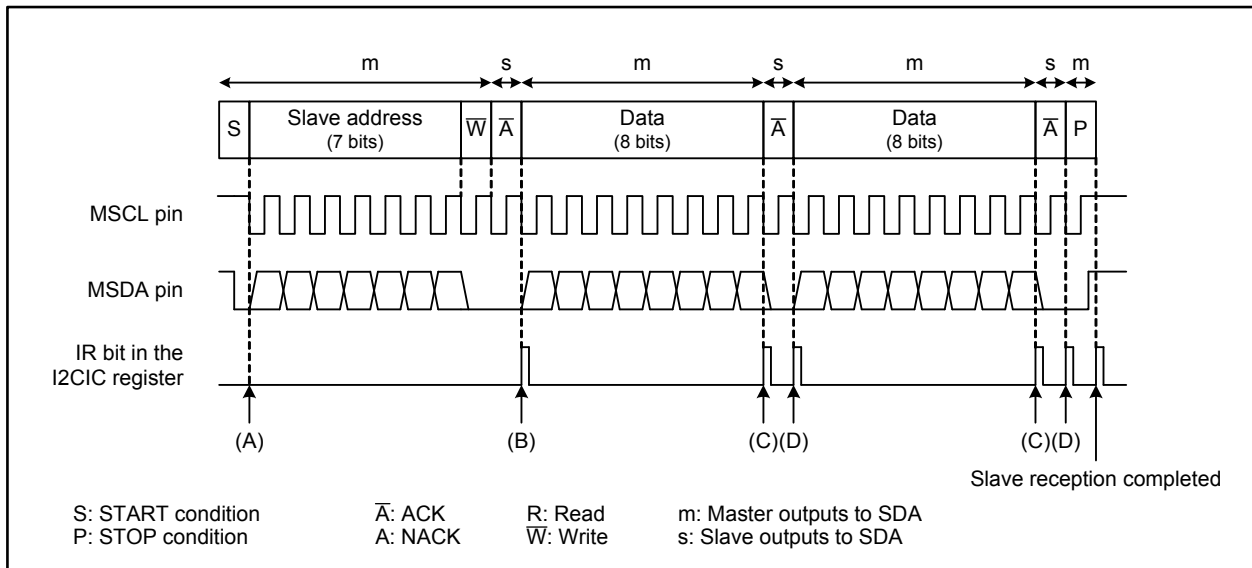 m s m s m s m
S Slave address (7 bits) W̅ A̅ Data (8 bits) A̅ Data (8 bits) A̅ P
MSCL pin
MSDA pin
IR bit in the
I2CIC register
(A) (B) (C)(D) (C)(D)
Slave reception completed
S: START condition A̅: ACK R: Read m: Master outputs to SDA
P: STOP condition A: NACK W̅: Write s: Slave outputs to SDA